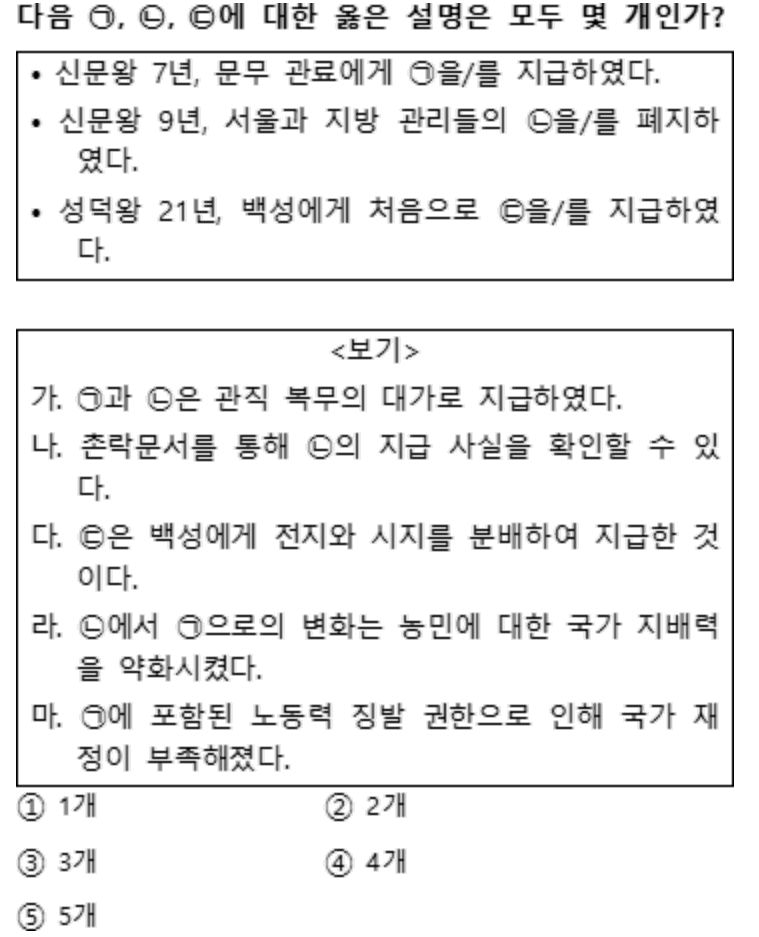 다음 ㉠, ㉡, ㉢에 대한 옳은 설명은 모두 몇 개인가?
• 신문왕 7년, 문무 관료에게 ㉠을/를 지급하였다.
• 신문왕 9년, 서울과 지방 관리들의 ㉡을/를 폐지하
였다.
• 성덕왕 21년, 백성에게 처음으로 ㉢을/를 지급하였
다.
<보기>
가. ㉠과 ㉡은 관직 복무의 대가로 지급하였다.
나. 촌락문서를 통해 ㉡의 지급 사실을 확인할 수 있
다.
다. ㉢은 백성에게 전지와 시지를 분배하여 지급한 것
이다.
라. ㉡에서 ㉠으로의 변화는 농민에 대한 국가 지배력
을 약화시켰다.
마. ㉠에 포함된 노동력 징발 권한으로 인해 국가 재
정이 부족해졌다.
① 1개 ② 2개
③ 3개 ④ 4개
⑤ 5개